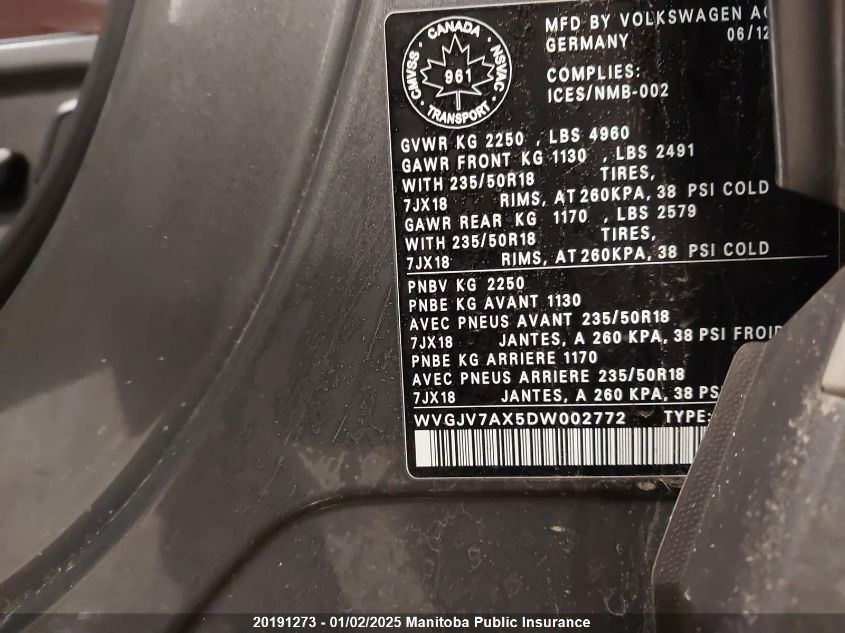 CANADA
CMVSS
NSVAC
961
TRANSPORT
MFD BY VOLKSWAGEN AG
GERMANY 06/12
COMPLIES:
ICES/NMB-002
GVWR KG 2250 , LBS 4960
GAWR FRONT KG 1130 , LBS 2491
WITH 235/50R18 TIRES,
7JX18 RIMS, AT 260KPA, 38 PSI COLD
GAWR REAR KG 1170 , LBS 2579
WITH 235/50R18 TIRES,
7JX18 RIMS, AT 260KPA, 38 PSI COLD
PNBV KG 2250
PNBE KG AVANT 1130
AVEC PNEUS AVANT 235/50R18
7JX18 JANTES, A 260 KPA, 38 PSI FROID
PNBE KG ARRIERE 1170
AVEC PNEUS ARRIERE 235/50R18
7JX18 JANTES, A 260 KPA, 38 PS
WVGJV7AX5DW002772 TYPE:
20191273 - 01/02/2025 Manitoba Public Insurance